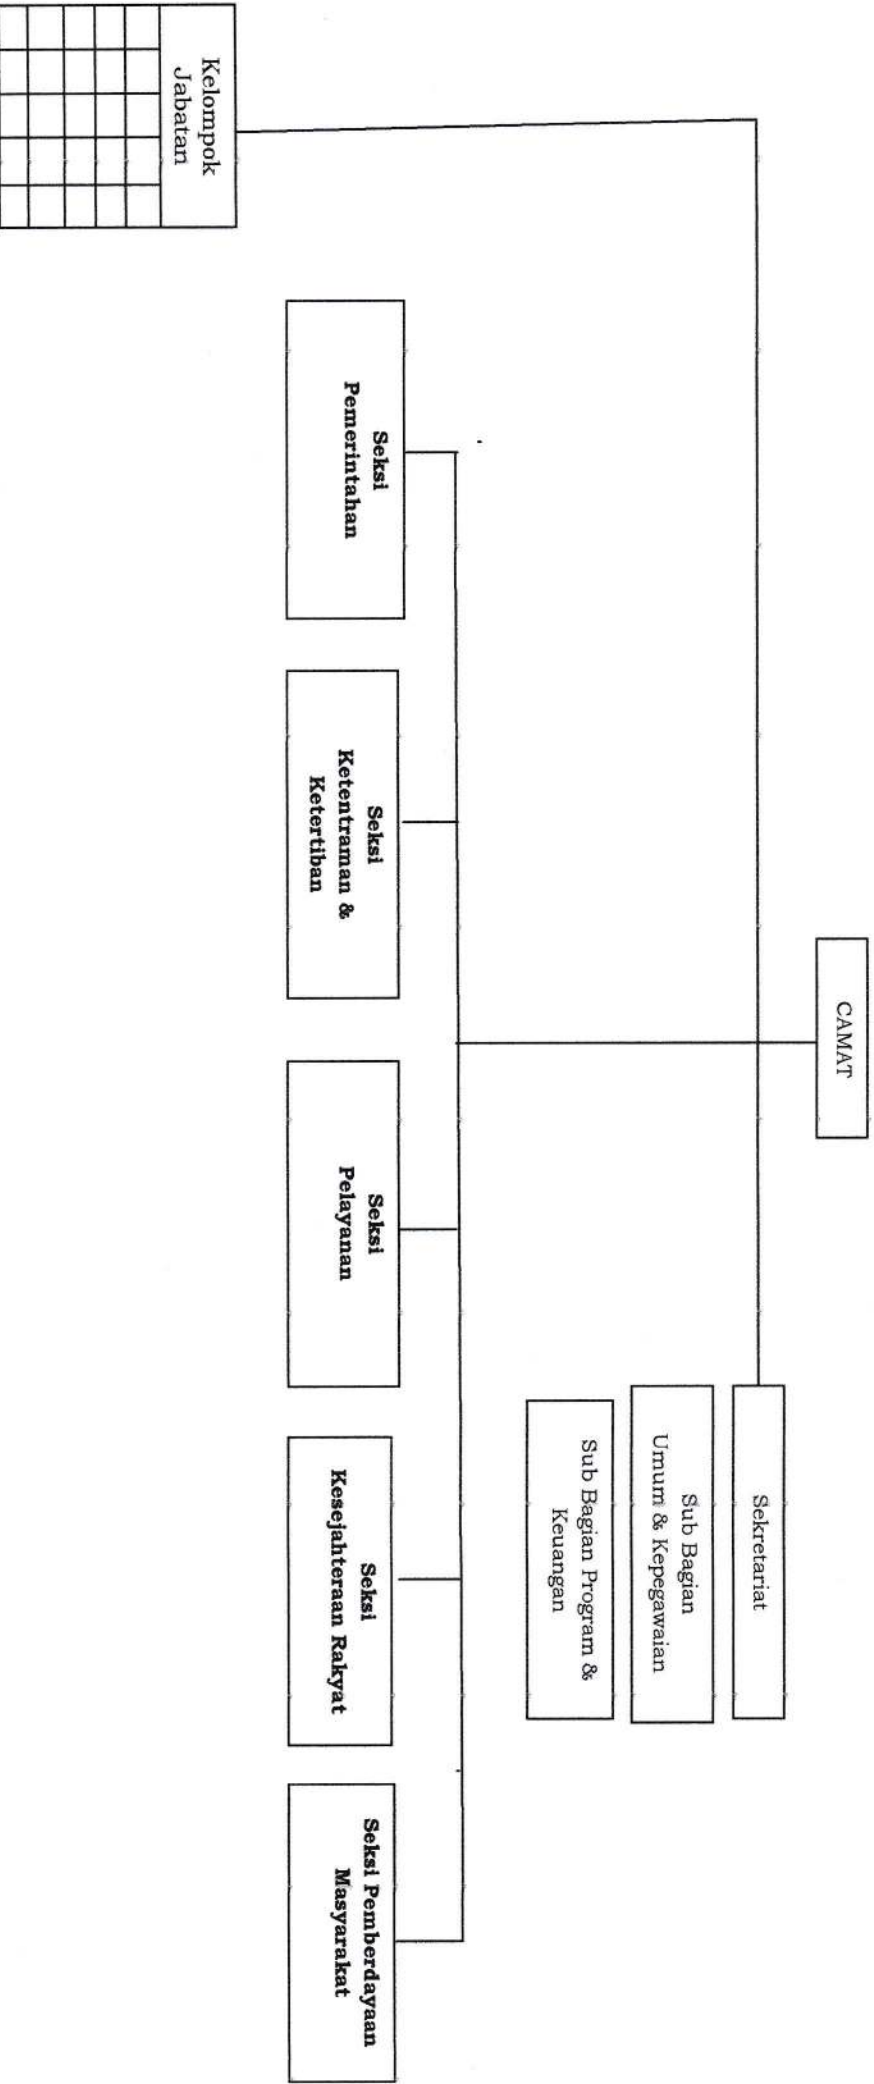 CAMAT
Sekretariat
Sub Bagian
Umum & Kepegawaian
Sub Bagian Program &
Keuangan
Kelompok
Jabatan
Seksi
Pemerintahan
Seksi
Ketentraman &
Ketertiban
Seksi
Pelayanan
Seksi
Kesejahteraan Rakyat
Seksi Pemberdayaan
Masyarakat